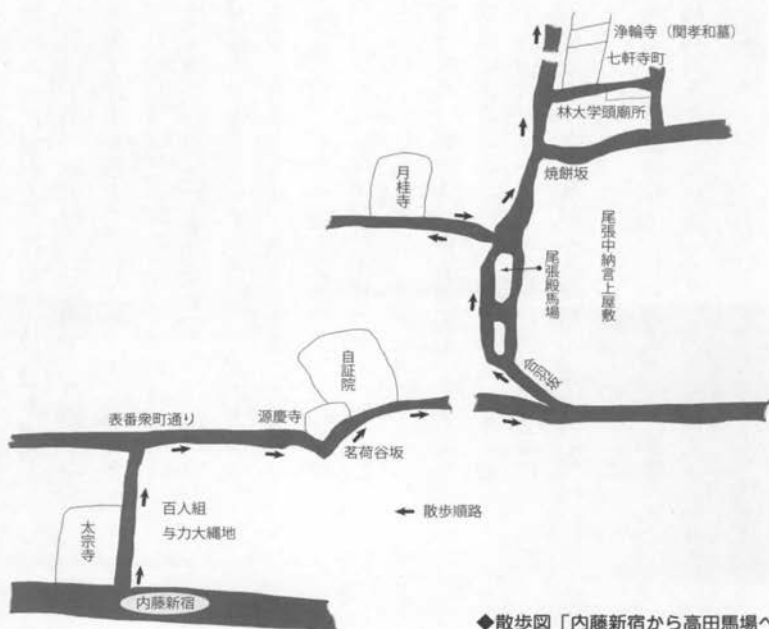 浄輪寺（関孝和墓）
七軒寺町
林大学頭廟所
焼餅坂
月桂寺
尾張中納言上屋敷
尾張殿馬場
合羽坂
自証院
表番衆町通り
源慶寺
茗荷谷坂
百人組
与力大縄地
散歩順路
太宗寺
内藤新宿
◆散歩図「内藤新宿から高田馬場へ